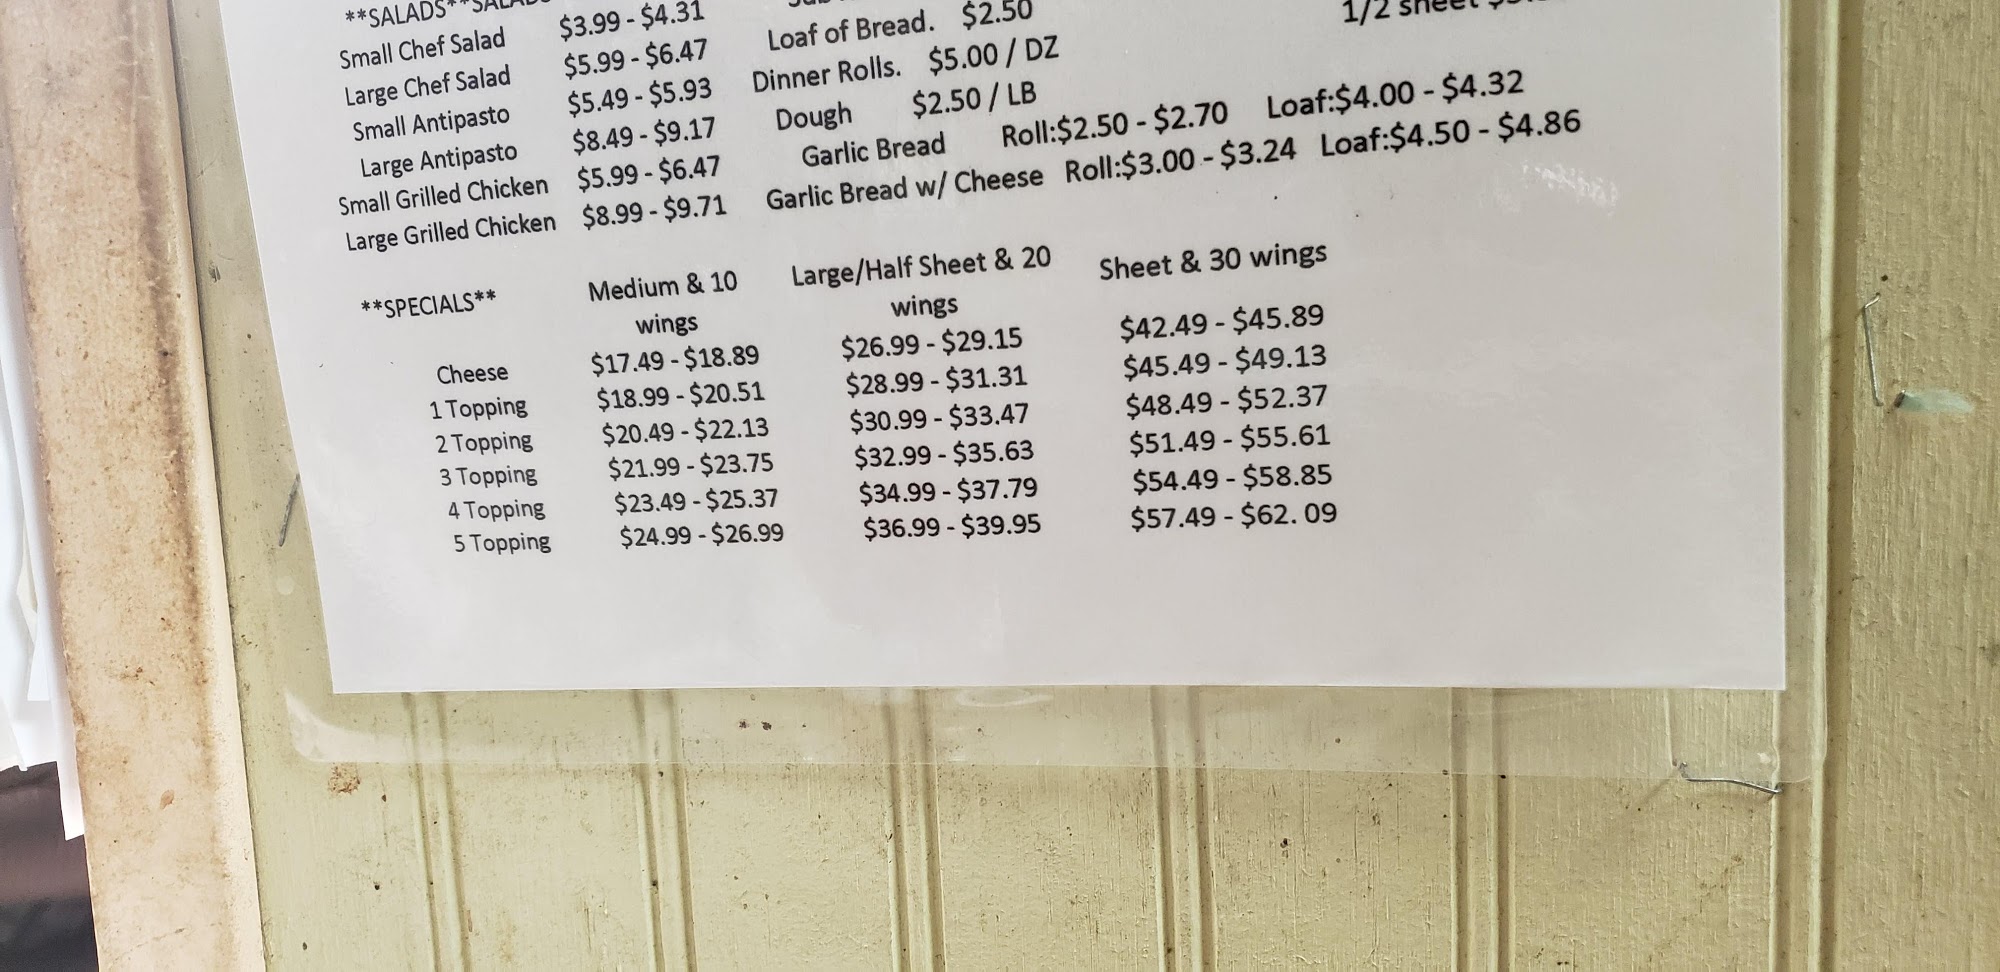 **SALADS**
Small Chef Salad $3.99 - $4.31
Large Chef Salad $5.99 - $6.47
Small Antipasto $5.49 - $5.93
Large Antipasto $8.49 - $9.17
Small Grilled Chicken $5.99 - $6.47
Large Grilled Chicken $8.99 - $9.71
Loaf of Bread. $2.50
Dinner Rolls. $5.00 / DZ
Dough $2.50 / LB
Garlic Bread Roll:$2.50 - $2.70 Loaf:$4.00 - $4.32
Garlic Bread w/ Cheese Roll:$3.00 - $3.24 Loaf:$4.50 - $4.86
1/2 sheet
**SPECIALS** Medium & 10 wings Large/Half Sheet & 20 wings Sheet & 30 wings
Cheese $17.49 - $18.89 $26.99 - $29.15 $42.49 - $45.89
1 Topping $18.99 - $20.51 $28.99 - $31.31 $45.49 - $49.13
2 Topping $20.49 - $22.13 $30.99 - $33.47 $48.49 - $52.37
3 Topping $21.99 - $23.75 $32.99 - $35.63 $51.49 - $55.61
4 Topping $23.49 - $25.37 $34.99 - $37.79 $54.49 - $58.85
5 Topping $24.99 - $26.99 $36.99 - $39.95 $57.49 - $62. 09